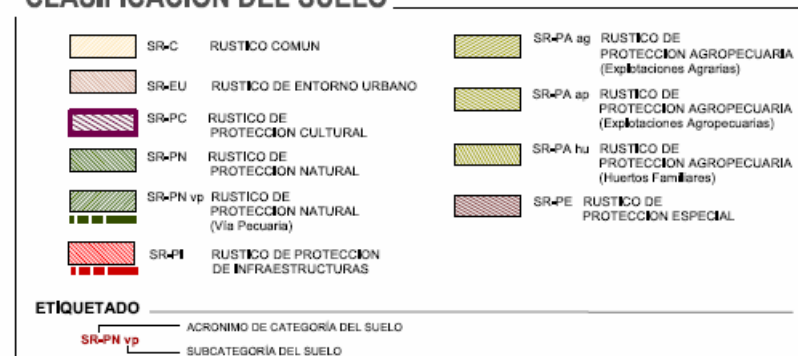 CLASIFICACION DEL SUELO
SR-C RUSTICO COMUN
SR-EU RUSTICO DE ENTORNO URBANO
SR-PC RUSTICO DE
PROTECCION CULTURAL
SR-PN RUSTICO DE
PROTECCION NATURAL
SR-PN vp RUSTICO DE
PROTECCION NATURAL
(Vía Pecuaria)
SR-PI RUSTICO DE PROTECCION
DE INFRAESTRUCTURAS
SR-PA ag RUSTICO DE
PROTECCION AGROPECUARIA
(Explotaciones Agrarias)
SR-PA ap RUSTICO DE
PROTECCION AGROPECUARIA
(Explotaciones Agropecuarias)
SR-PA hu RUSTICO DE
PROTECCION AGROPECUARIA
(Huertos Familiares)
SR-PE RUSTICO DE
PROTECCION ESPECIAL
ETIQUETADO
ACRONIMO DE CATEGORÍA DEL SUELO
SR-PN vp
SUBCATEGORÍA DEL SUELO